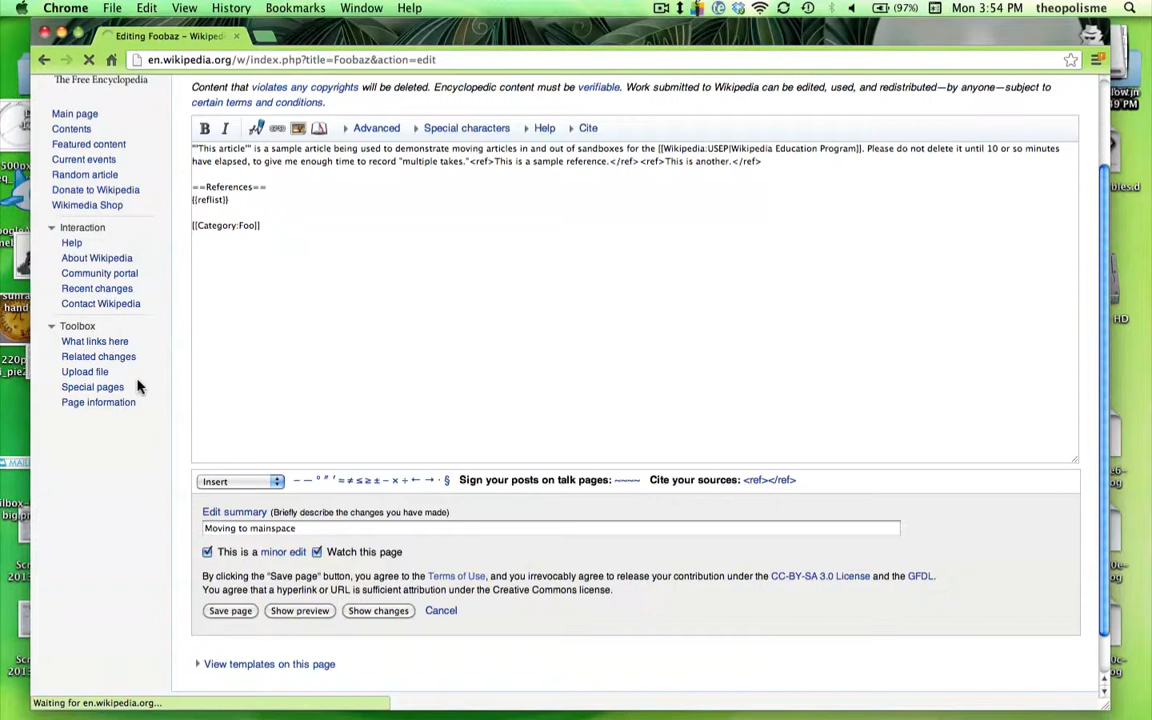 Chrome File Edit View History Bookmarks Window Help (97%) Mon 3:54 PM theopolisme
Editing Foobaz – Wikiped
en.wikipedia.org/w/index.php?title=Foobaz&action=edit
The Free Encyclopedia
Main page
Contents
Featured content
Current events
Random article
Donate to Wikipedia
Wikimedia Shop
Interaction
Help
About Wikipedia
Community portal
Recent changes
Contact Wikipedia
Toolbox
What links here
Related changes
Upload file
Special pages
Page information
Content that violates any copyrights will be deleted. Encyclopedic content must be verifiable. Work submitted to Wikipedia can be edited, used, and redistributed—by anyone—subject to
certain terms and conditions.
B I Advanced Special characters Help Cite
'''This article''' is a sample article being used to demonstrate moving articles in and out of sandboxes for the [[Wikipedia:USEP|Wikipedia Education Program]]. Please do not delete it until 10 or so minutes
have elapsed, to give me enough time to record "multiple takes."<ref>This is a sample reference.</ref> <ref>This is another.</ref>
==References==
{{reflist}}
[[Category:Foo]]
Insert – — ° ″ ′ ≈ ≠ ≤ ≥ ± − × ÷ ← → · § Sign your posts on talk pages: ~~~~ Cite your sources: <ref></ref>
Edit summary (Briefly describe the changes you have made)
Moving to mainspace
This is a minor edit Watch this page
By clicking the "Save page" button, you agree to the Terms of Use, and you irrevocably agree to release your contribution under the CC-BY-SA 3.0 License and the GFDL.
You agree that a hyperlink or URL is sufficient attribution under the Creative Commons license.
Save page Show preview Show changes Cancel
View templates on this page
Waiting for en.wikipedia.org...